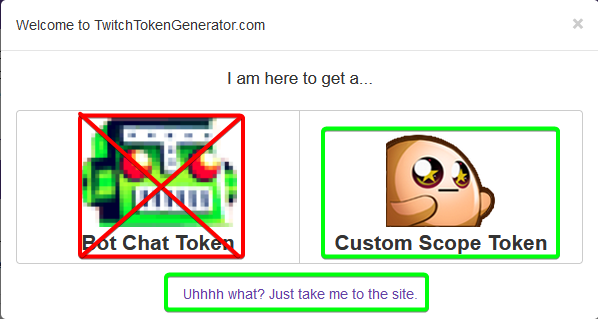 Welcome to TwitchTokenGenerator.com
×
I am here to get a...
Bot Chat Token
Custom Scope Token
Uhhhh what? Just take me to the site.